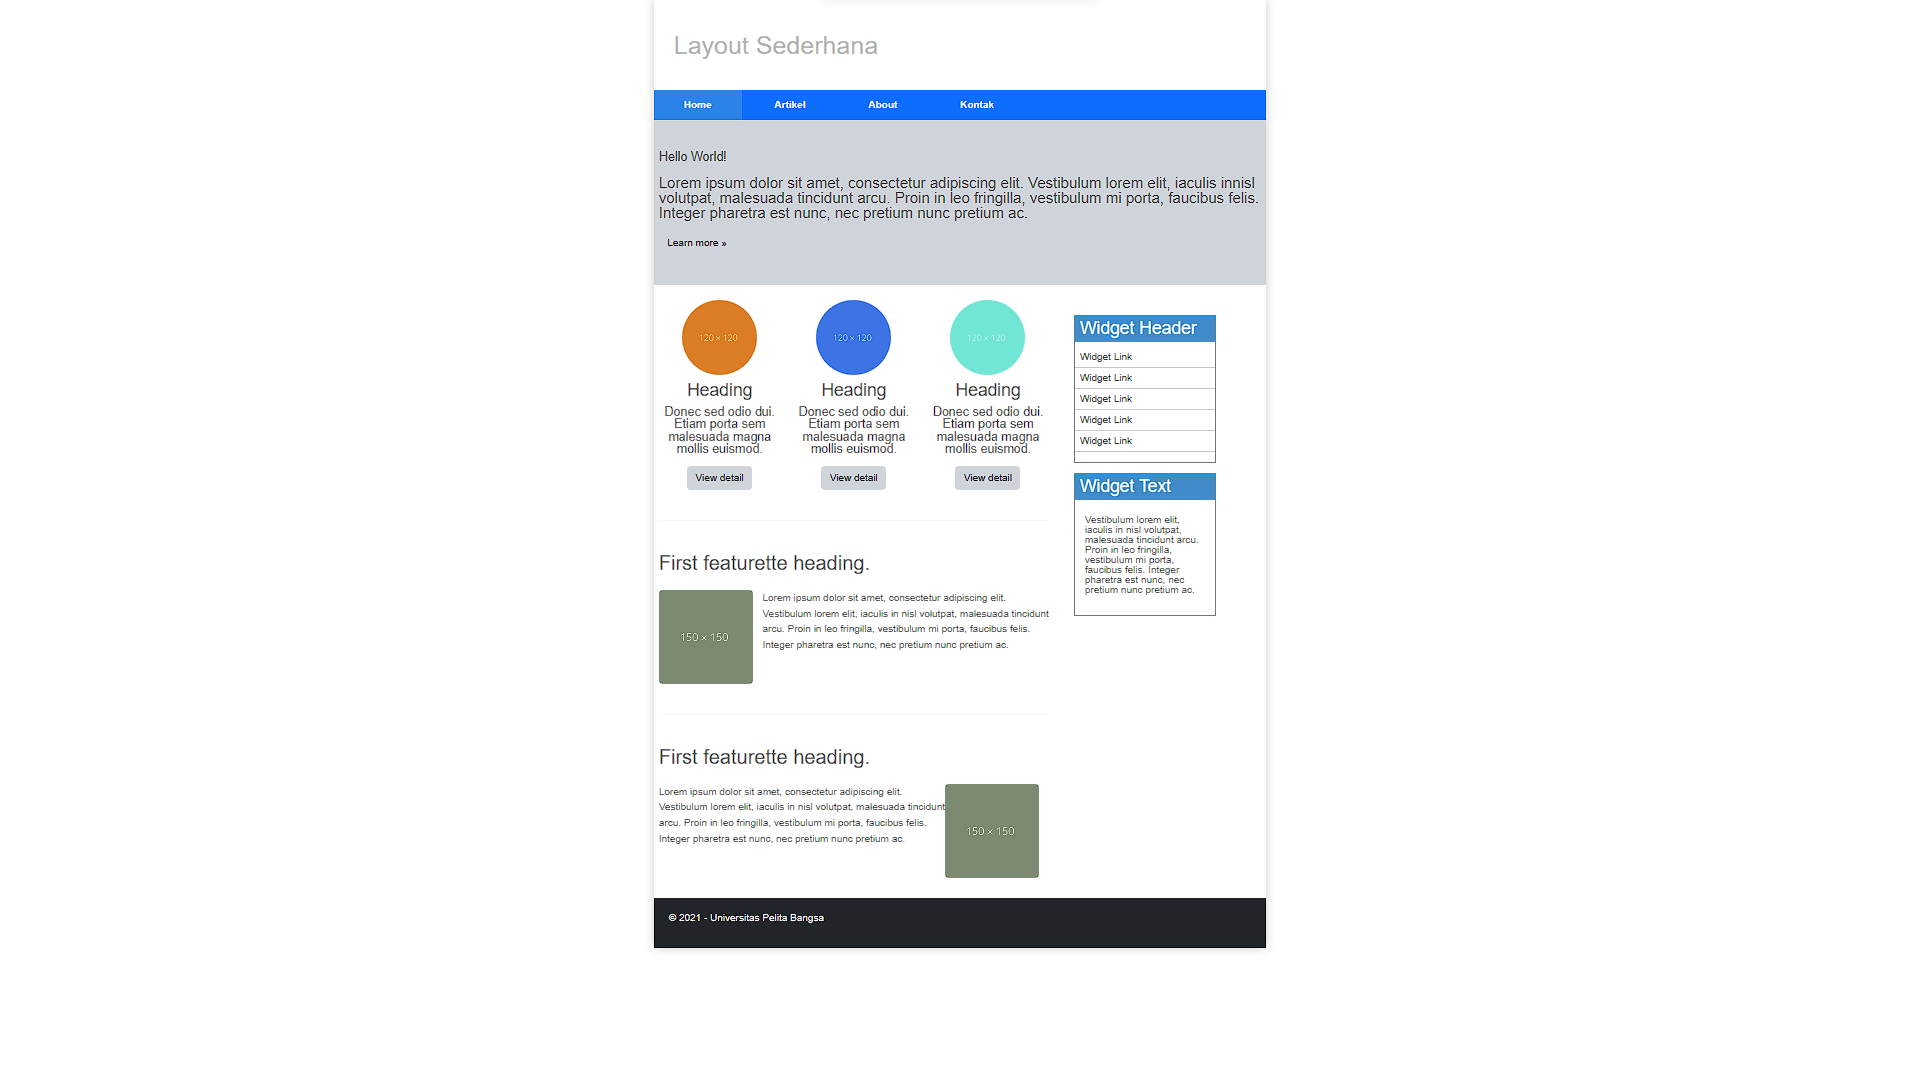 Layout Sederhana
Home Artikel About Kontak
Hello World!
Lorem ipsum dolor sit amet, consectetur adipiscing elit. Vestibulum lorem elit, iaculis innisl
volutpat, malesuada tincidunt arcu. Proin in leo fringilla, vestibulum mi porta, faucibus felis.
Integer pharetra est nunc, nec pretium nunc pretium ac.
Learn more »
120 × 120
Heading
Donec sed odio dui.
Etiam porta sem
malesuada magna
mollis euismod.
View detail
120 × 120
Heading
Donec sed odio dui.
Etiam porta sem
malesuada magna
mollis euismod.
View detail
120 × 120
Heading
Donec sed odio dui.
Etiam porta sem
malesuada magna
mollis euismod.
View detail
First featurette heading.
150 × 150
Lorem ipsum dolor sit amet, consectetur adipiscing elit.
Vestibulum lorem elit, iaculis in nisl volutpat, malesuada tincidunt
arcu. Proin in leo fringilla, vestibulum mi porta, faucibus felis.
Integer pharetra est nunc, nec pretium nunc pretium ac.
First featurette heading.
Lorem ipsum dolor sit amet, consectetur adipiscing elit.
Vestibulum lorem elit, iaculis in nisl volutpat, malesuada tincidunt
arcu. Proin in leo fringilla, vestibulum mi porta, faucibus felis.
Integer pharetra est nunc, nec pretium nunc pretium ac.
150 × 150
Widget Header
Widget Link
Widget Link
Widget Link
Widget Link
Widget Link
Widget Text
Vestibulum lorem elit,
iaculis in nisl volutpat,
malesuada tincidunt arcu.
Proin in leo fringilla,
vestibulum mi porta,
faucibus felis. Integer
pharetra est nunc, nec
pretium nunc pretium ac.
© 2021 - Universitas Pelita Bangsa